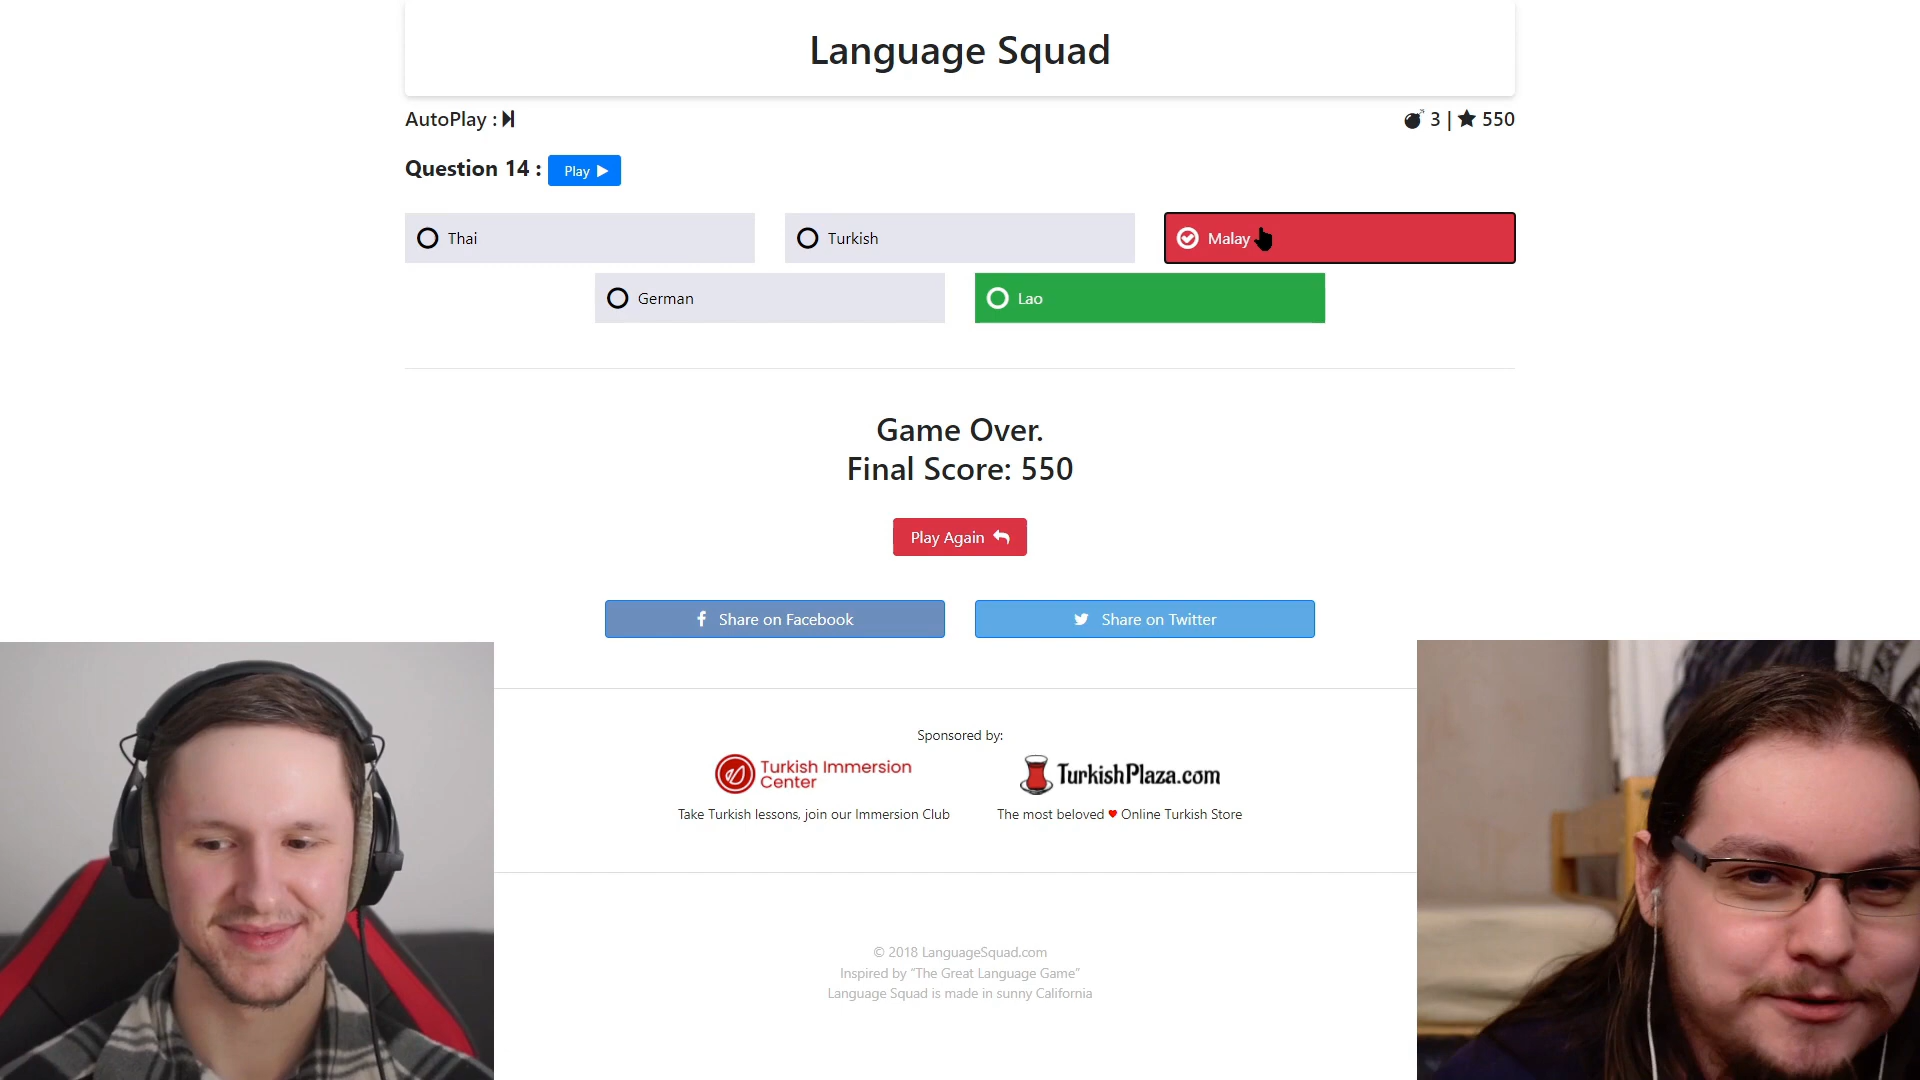 Language Squad
AutoPlay :
3 | 550
Question 14 : Play
Thai
Turkish
Malay
German
Lao
Game Over.
Final Score: 550
Play Again
Share on Facebook
Share on Twitter
Sponsored by:
Turkish Immersion
Center
TurkishPlaza.com
Take Turkish lessons, join our Immersion Club
The most beloved ♥ Online Turkish Store
© 2018 LanguageSquad.com
Inspired by “The Great Language Game”
Language Squad is made in sunny California